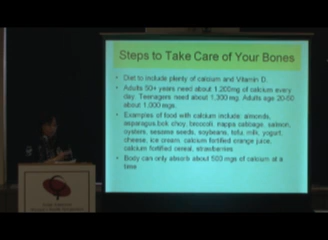 Steps to Take Care of Your Bones
• Diet to include plenty of calcium and Vitamin D.
• Adults 50+ years need about 1,200mg of calcium every
day. Teenagers need about 1,300 mg. Adults age 20-50
about 1,000 mgs.
• Examples of food with calcium include: almonds,
asparagus, bok choy, broccoli, nappa cabbage, salmon,
oysters, sesame seeds, soybeans, tofu, milk, yogurt,
cheese, ice cream, calcium fortified orange juice,
calcium fortified cereal, strawberries
• Body can only absorb about 500 mgs of calcium at a
time